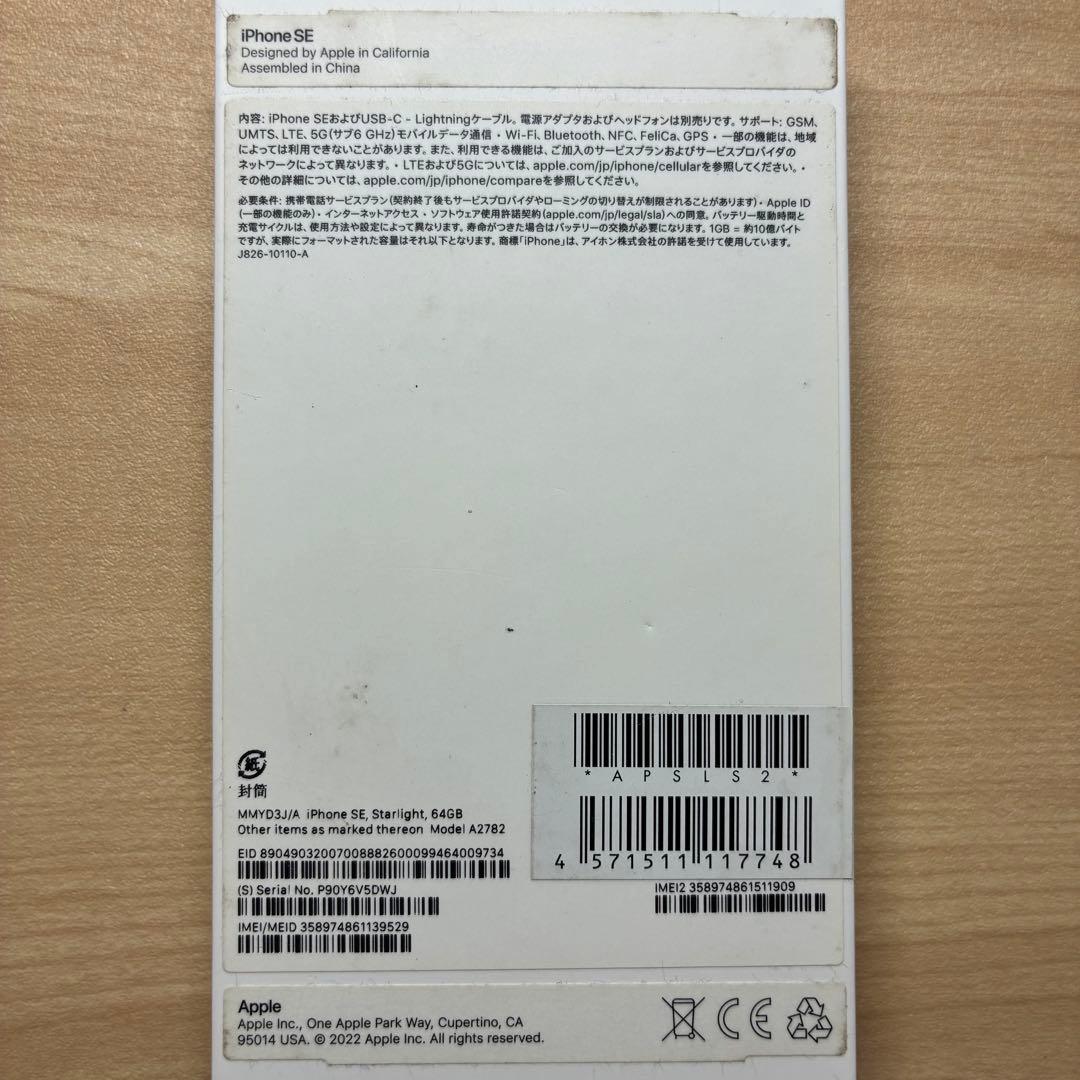 iPhone SE
Designed by Apple in California
Assembled in China
内容: iPhone SEおよびUSB-C - Lightningケーブル。電源アダプタおよびヘッドフォンは別売りです。サポート: GSM、
UMTS、LTE、5G(サブ6 GHz)モバイルデータ通信・Wi-Fi、Bluetooth、NFC、FeliCa、GPS・一部の機能は、地域
によっては利用できないことがあります。また、利用できる機能は、ご加入のサービスプランおよびサービスプロバイダの
ネットワークによって異なります。・LTEおよび5Gについては、apple.com/jp/iphone/cellularを参照してください。・
その他の詳細については、apple.com/jp/iphone/compareを参照してください。
必要条件: 携帯電話サービスプラン(契約終了後もサービスプロバイダやローミングの切り替えが制限されることがあります)・Apple ID
(一部の機能のみ)・インターネットアクセス・ソフトウェア使用許諾契約(apple.com/jp/legal/sla)への同意。バッテリー駆動時間と
充電サイクルは、使用方法や設定によって異なります。寿命がつきた場合はバッテリーの交換が必要になります。1GB = 約10億バイト
ですが、実際にフォーマットされた容量はそれ以下となります。商標「iPhone」は、アイホン株式会社の許諾を受けて使用しています。
J826-10110-A
紙
封筒
*APSLS2*
4 571511 117748
MMYD3J/A iPhone SE, Starlight, 64GB
Other items as marked thereon Model A2782
EID 89049032007008882600099464009734
(S) Serial No. P90Y6V5DWJ
IMEI2 358974861511909
IMEI/MEID 358974861139529
Apple
Apple Inc., One Apple Park Way, Cupertino, CA
95014 USA. © 2022 Apple Inc. All rights reserved.
CE